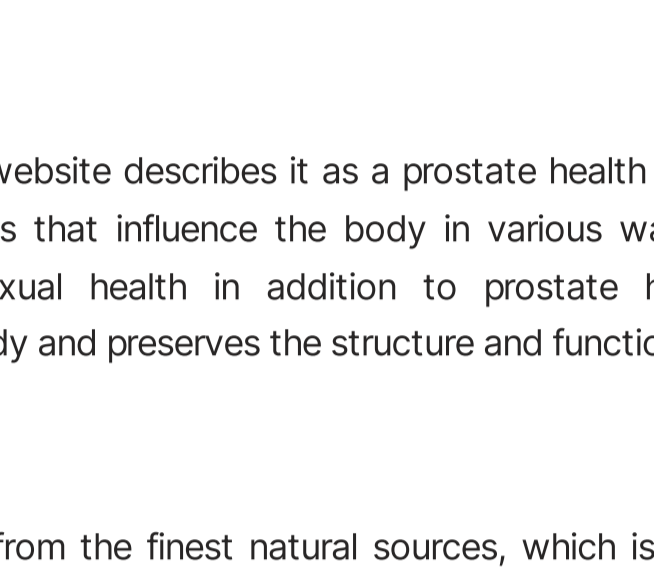 website describes it as a prostate health
s that influence the body in various
xual health in addition to prostate
dy and preserves the structure and functio
from the finest natural sources, which is